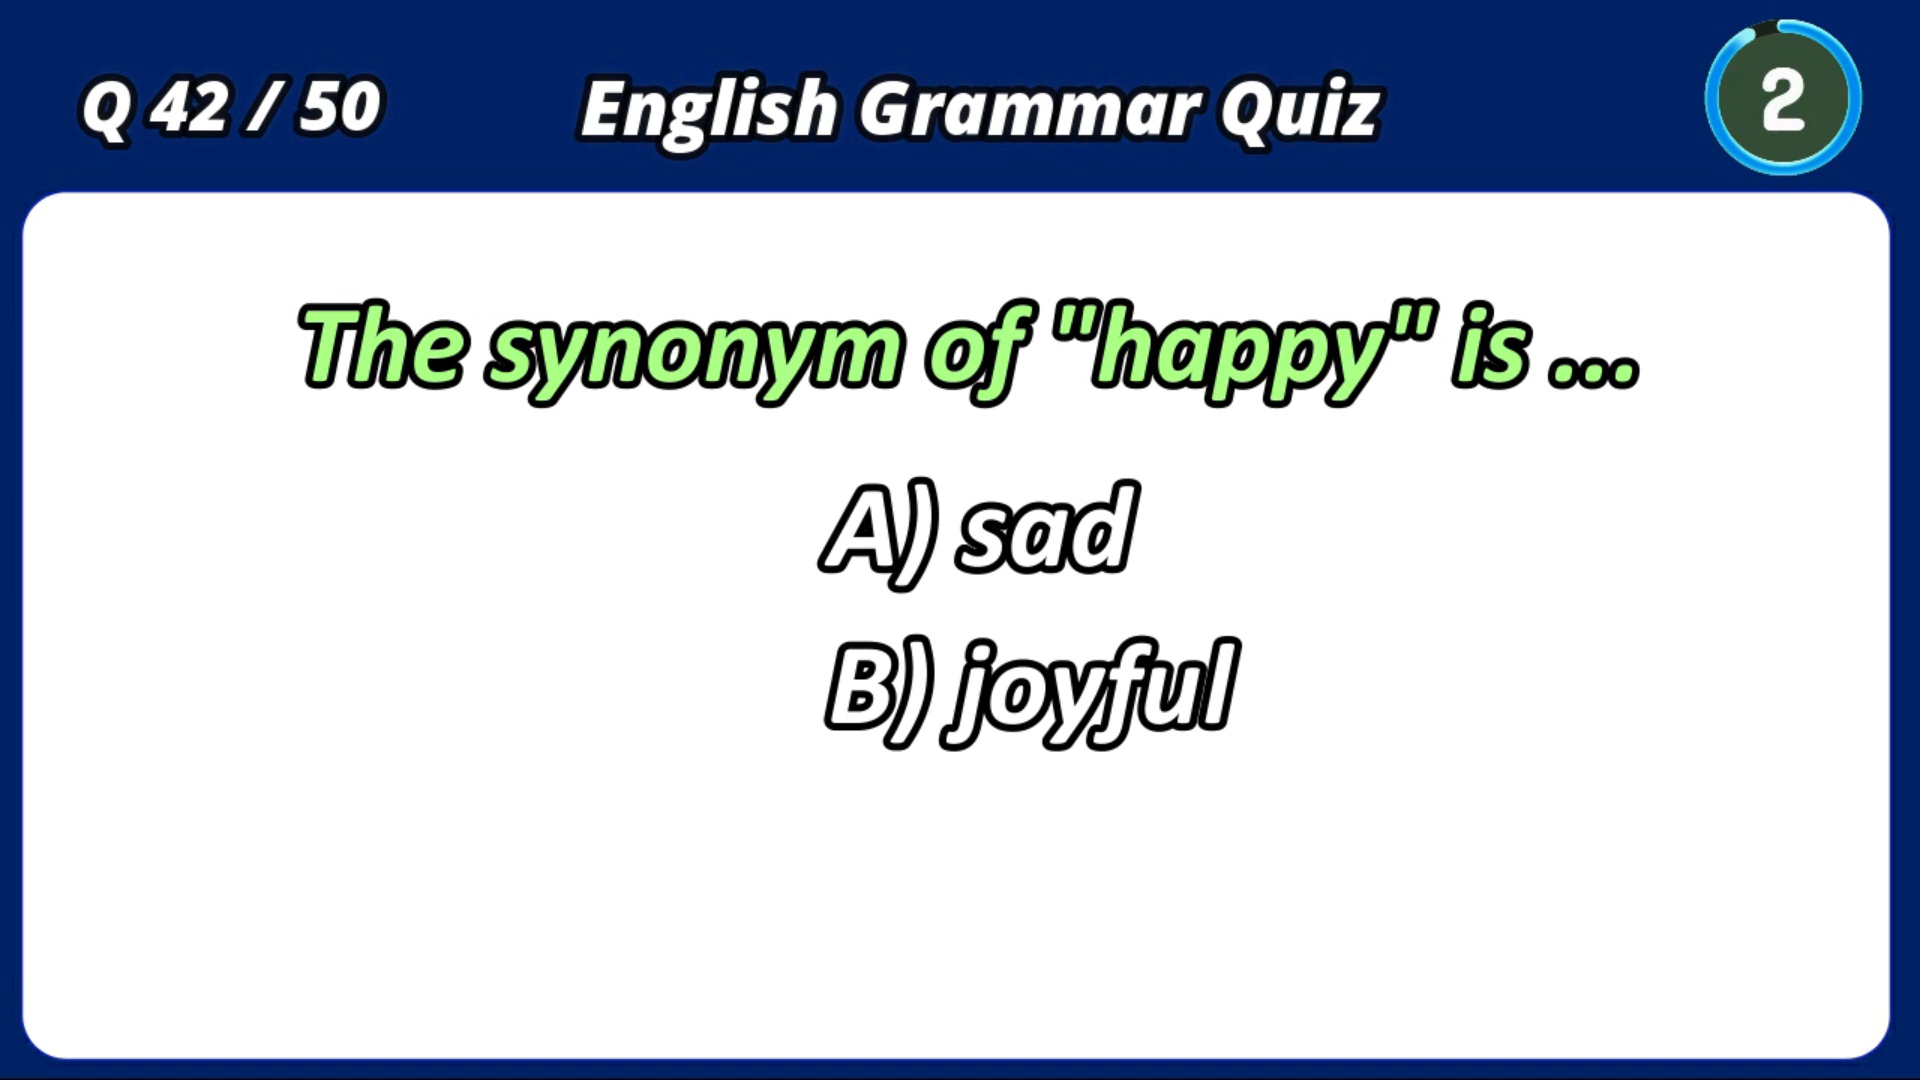 Q 42 / 50
English Grammar Quiz
2
The synonym of "happy" is ...
A) sad
B) joyful